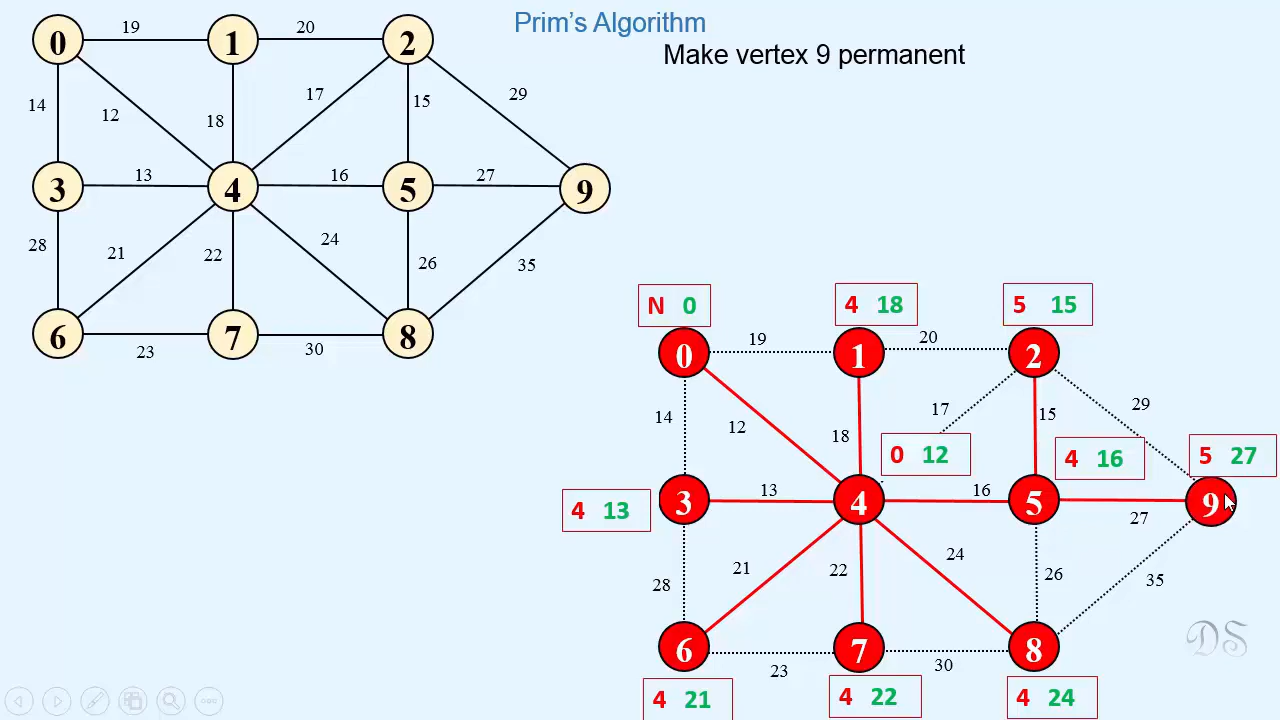 Prim's Algorithm
Make vertex 9 permanent
0 19 1 20 2
14 12 18 17 15 29
3 13 4 16 5 27 9
28 21 22 24 26 35
6 23 7 30 8
N 0
4 18
5 15
0 19 1 20 2
14 12 18 17 15 29
0 12
4 16
5 27
4 13
3 13 4 16 5 27 9
28 21 22 24 26 35
6 23 7 30 8
4 21
4 22
4 24
DS